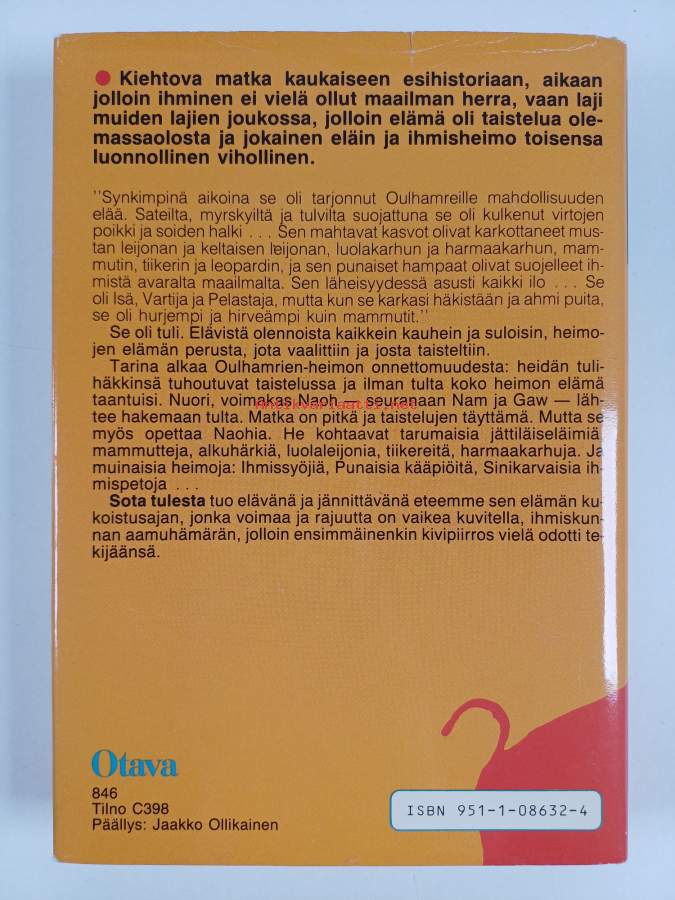 ● Kiehtova matka kaukaiseen esihistoriaan, aikaan
jolloin ihminen ei vielä ollut maailman herra, vaan laji
muiden lajien joukossa, jolloin elämä oli taistelua ole-
massaolosta ja jokainen eläin ja ihmisheimo toisensa
luonnollinen vihollinen.
"Synkimpinä aikoina se oli tarjonnut Oulhamreille mahdollisuuden
elää. Sateilta, myrskyiltä ja tulvilta suojattuna se oli kulkenut virtojen
poikki ja soiden halki . . . Sen mahtavat kasvot olivat karkottaneet mus-
tan leijonan ja keltaisen leijonan, luolakarhun ja harmaakarhun, mam-
mutin, tiikerin ja leopardin, ja sen punaiset hampaat olivat suojelleet ih-
mistä avaralta maailmalta. Sen läheisyydessä asusti kaikki ilo . . . Se
oli Isä, Vartija ja Pelastaja, mutta kun se karkasi häkistään ja ahmi puita,
se oli hurjempi ja hirveämpi kuin mammutit."
Se oli tuli. Elävistä olennoista kaikkein kauhein ja suloisin, heimo-
jen elämän perusta, jota vaalittiin ja josta taisteltiin.
Tarina alkaa Oulhamrien-heimon onnettomuudesta: heidän tuli-
häkkinsä tuhoutuvat taistelussa ja ilman tulta koko heimon elämä
taantuisi. Nuori, voimakas Naoh — seuranaan Nam ja Gaw — läh-
tee hakemaan tulta. Matka on pitkä ja taistelujen täyttämä. Mutta se
myös opettaa Naohia. He kohtaavat tarumaisia jättiläiseläimiä:
mammutteja, alkuhärkiä, luolaleijonia, tiikereitä, harmaakarhuja. Ja
muinaisia heimoja: Ihmissyöjiä, Punaisia kääpiöitä, Sinikarvaisia ih-
mispetoja . . .
Sota tulesta tuo elävänä ja jännittävänä eteemme sen elämän ku-
koistusajan, jonka voimaa ja rajuutta on vaikea kuvitella, ihmiskun-
nan aamuhämärän, jolloin ensimmäinenkin kivipiirros vielä odotti te-
kijäänsä.
Antikvariaatti.net
Otava
846
Tilno C398
Päällys: Jaakko Ollikainen
ISBN 951-1-08632-4